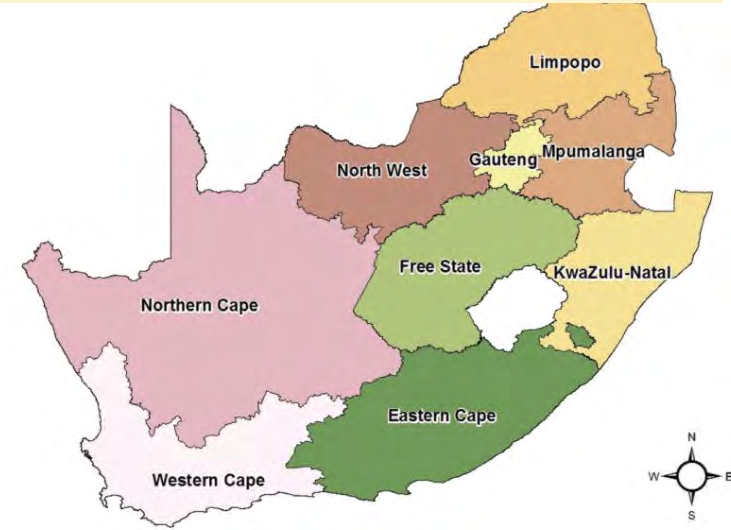 Limpopo
North West
Gauteng
Mpumalanga
Free State
KwaZulu-Natal
Northern Cape
Eastern Cape
Western Cape
N
W
E
S